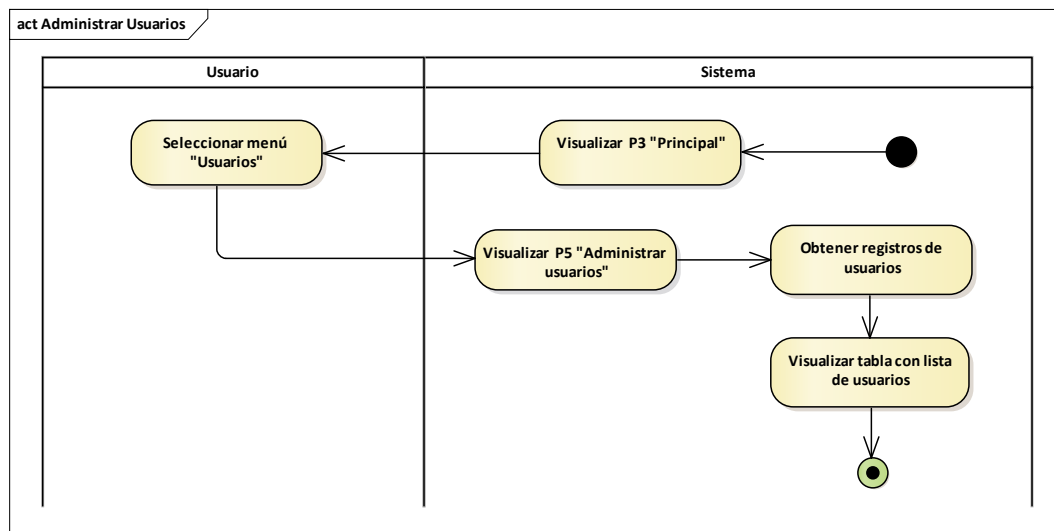 act Administrar Usuarios
Usuario
Sistema
Seleccionar menú
"Usuarios"
Visualizar P3 "Principal"
Visualizar P5 "Administrar
usuarios"
Obtener registros de
usuarios
Visualizar tabla con lista
de usuarios